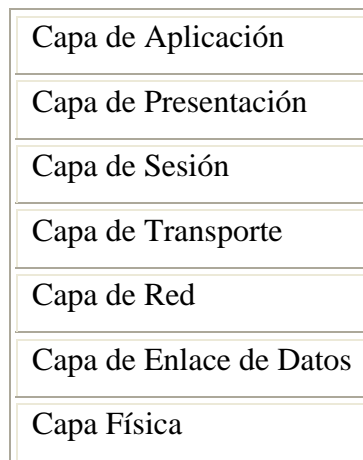 Capa de Aplicación
Capa de Presentación
Capa de Sesión
Capa de Transporte
Capa de Red
Capa de Enlace de Datos
Capa Física